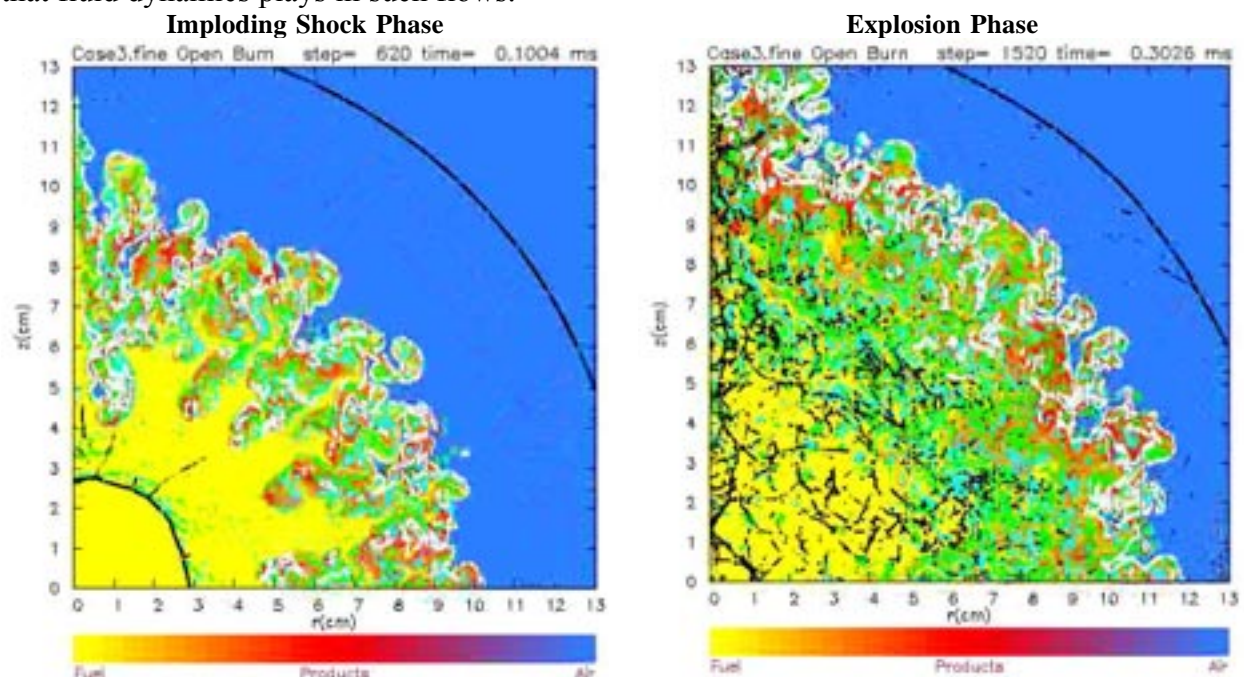 that fluid dynamics plays in such flows.
Imploding Shock Phase
Case3.fine Open Burn step= 620 time= 0.1004 ms
13
12
11
10
9
8
7
6
5
4
3
2
1
0
z(cm)
0 1 2 3 4 5 6 7 8 9 10 11 12 13
r(cm)
Fuel Products Air
Explosion Phase
Case3.fine Open Burn step= 1520 time= 0.3026 ms
13
12
11
10
9
8
7
6
5
4
3
2
1
0
z(cm)
0 1 2 3 4 5 6 7 8 9 10 11 12 13
r(cm)
Fuel Products Air